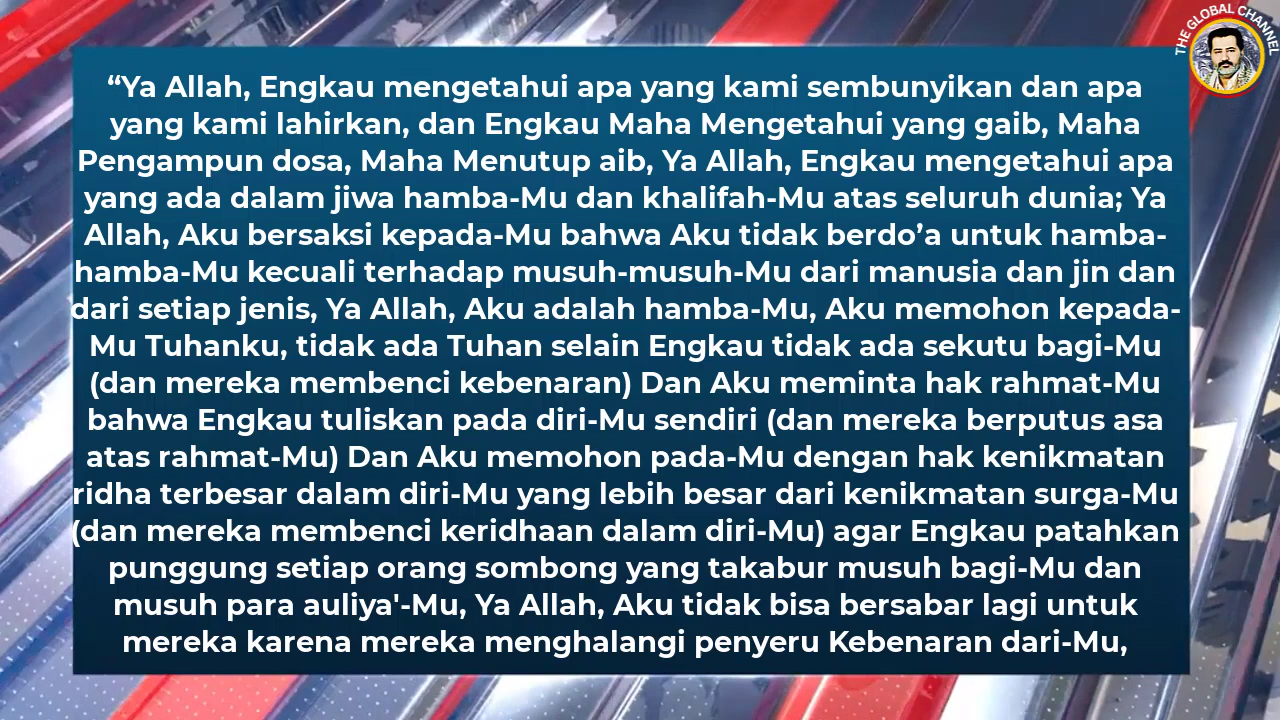 THE GLOBAL CHANNEL
“Ya Allah, Engkau mengetahui apa yang kami sembunyikan dan apa
yang kami lahirkan, dan Engkau Maha Mengetahui yang gaib, Maha
Pengampun dosa, Maha Menutup aib, Ya Allah, Engkau mengetahui apa
yang ada dalam jiwa hamba-Mu dan khalifah-Mu atas seluruh dunia; Ya
Allah, Aku bersaksi kepada-Mu bahwa Aku tidak berdo’a untuk hamba-
hamba-Mu kecuali terhadap musuh-musuh-Mu dari manusia dan jin dan
dari setiap jenis, Ya Allah, Aku adalah hamba-Mu, Aku memohon kepada-
Mu Tuhanku, tidak ada Tuhan selain Engkau tidak ada sekutu bagi-Mu
(dan mereka membenci kebenaran) Dan Aku meminta hak rahmat-Mu
bahwa Engkau tuliskan pada diri-Mu sendiri (dan mereka berputus asa
atas rahmat-Mu) Dan Aku memohon pada-Mu dengan hak kenikmatan
ridha terbesar dalam diri-Mu yang lebih besar dari kenikmatan surga-Mu
(dan mereka membenci keridhaan dalam diri-Mu) agar Engkau patahkan
punggung setiap orang sombong yang takabur musuh bagi-Mu dan
musuh para auliya'-Mu, Ya Allah, Aku tidak bisa bersabar lagi untuk
mereka karena mereka menghalangi penyeru Kebenaran dari-Mu,